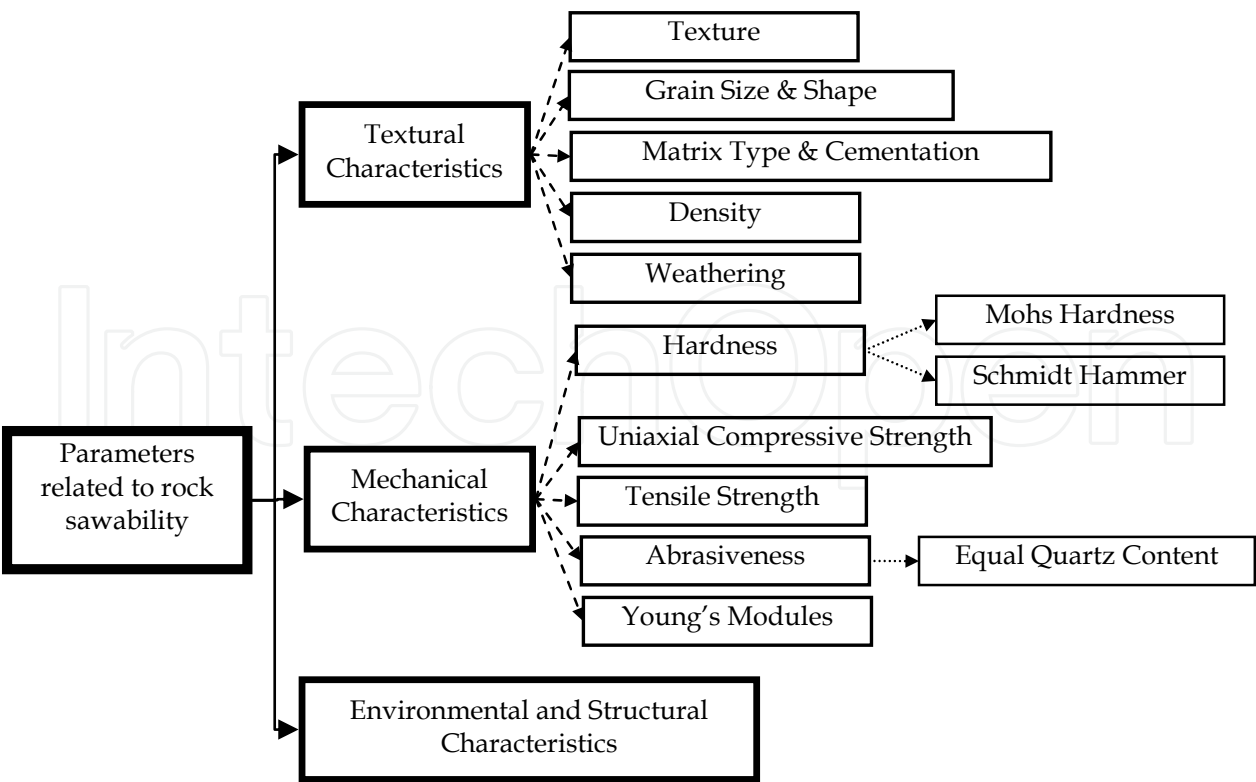 Texture
Grain Size & Shape
Textural
Characteristics
Matrix Type & Cementation
Density
Weathering
Mohs Hardness
Hardness
Schmidt Hammer
Uniaxial Compressive Strength
Parameters
related to rock
sawability
Mechanical
Characteristics
Tensile Strength
Abrasiveness
Equal Quartz Content
Young's Modules
Environmental and Structural
Characteristics
IntechOpen